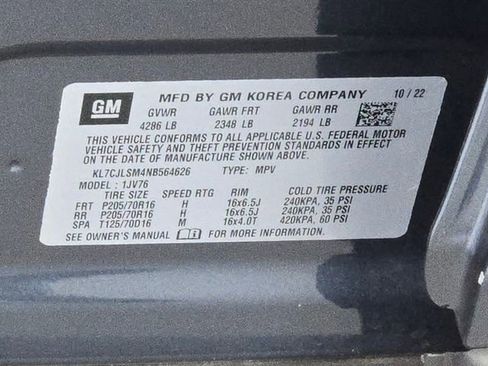 GM
MFD BY GM KOREA COMPANY 10 / 22
GVWR GAWR FRT GAWR RR
4286 LB 2348 LB 2194 LB
THIS VEHICLE CONFORMS TO ALL APPLICABLE U.S. FEDERAL MOTOR
VEHICLE SAFETY AND THEFT PREVENTION STANDARDS IN EFFECT
ON THE DATE OF MANUFACTURE SHOWN ABOVE.
KL7CJLSM4NB564626 TYPE: MPV
MODEL: 1JV76
TIRE SIZE SPEED RTG RIM COLD TIRE PRESSURE
FRT P205/70R16 H 16x6.5J 240KPA, 35 PSI
RR P205/70R16 H 16x6.5J 240KPA, 35 PSI
SPA T125/70D16 M 16x4.0T 420KPA, 60 PSI
SEE OWNER'S MANUAL FOR MORE INFORMATION.